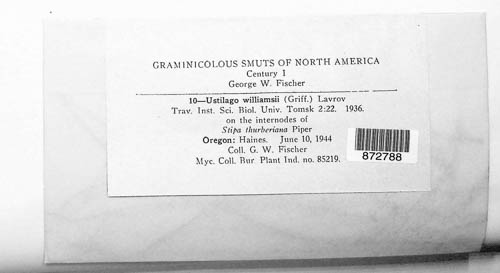 GRAMINICOLOUS SMUTS OF NORTH AMERICA
Century I
George W. Fischer
10—Ustilago williamsii (Griff.) Lavrov
Trav. Inst. Sci. Biol. Univ. Tomsk 2:22. 1936.
on the internodes of
Stipa thurberiana Piper
Oregon: Haines. June 10, 1944
Coll. G. W. Fischer
Myc. Coll. Bur Plant Ind. no. 85219.
872788